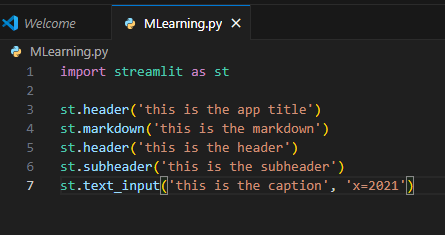 Welcome MLearning.py ×
MLearning.py
1 import streamlit as st
2
3 st.header('this is the app title')
4 st.markdown('this is the markdown')
5 st.header('this is the header')
6 st.subheader('this is the subheader')
7 st.text_input('this is the caption', 'x=2021')